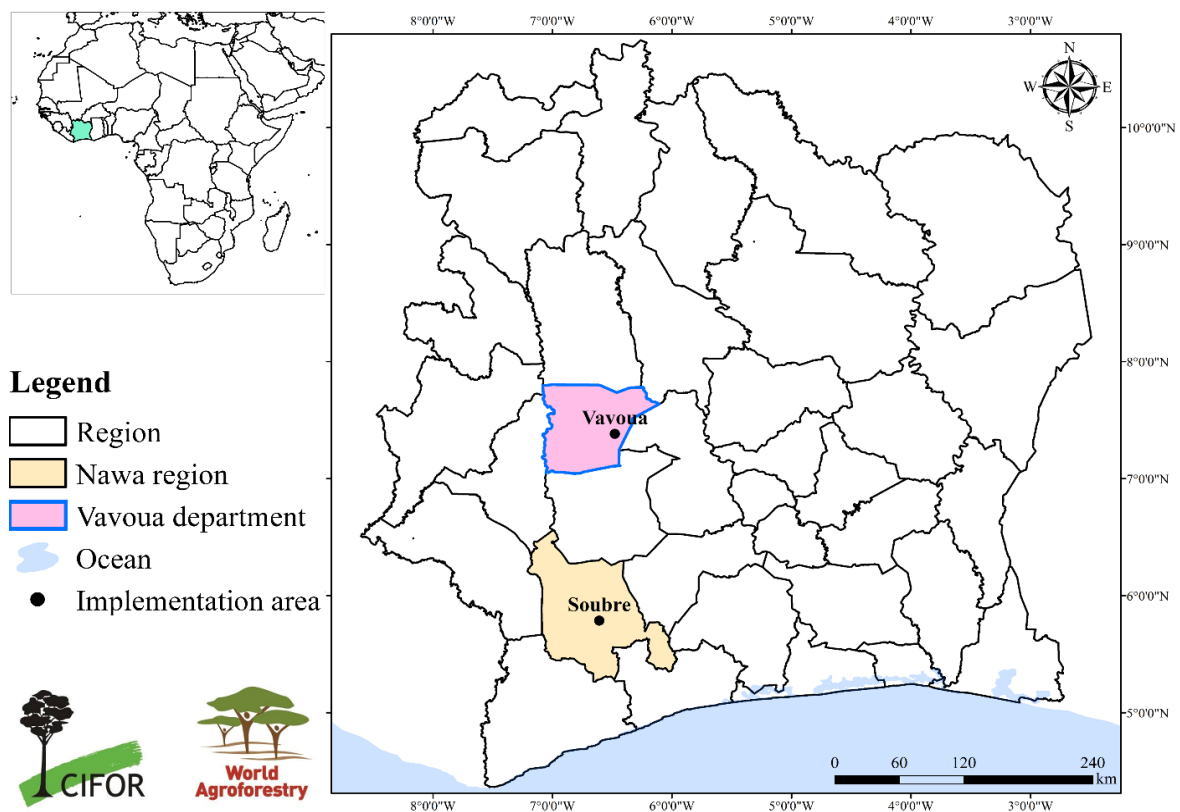 8°0'0"W 7°0'0"W 6°0'0"W 5°0'0"W 4°0'0"W 3°0'0"W
N
W E
S
10°0'0"N
9°0'0"N
8°0'0"N
7°0'0"N
6°0'0"N
5°0'0"N
Vavoua
Soubre
Legend
Region
Nawa region
Vavoua department
Ocean
Implementation area
CIFOR
World
Agroforestry
0 60 120 240
km
8°0'0"W 7°0'0"W 6°0'0"W 5°0'0"W 4°0'0"W 3°0'0"W